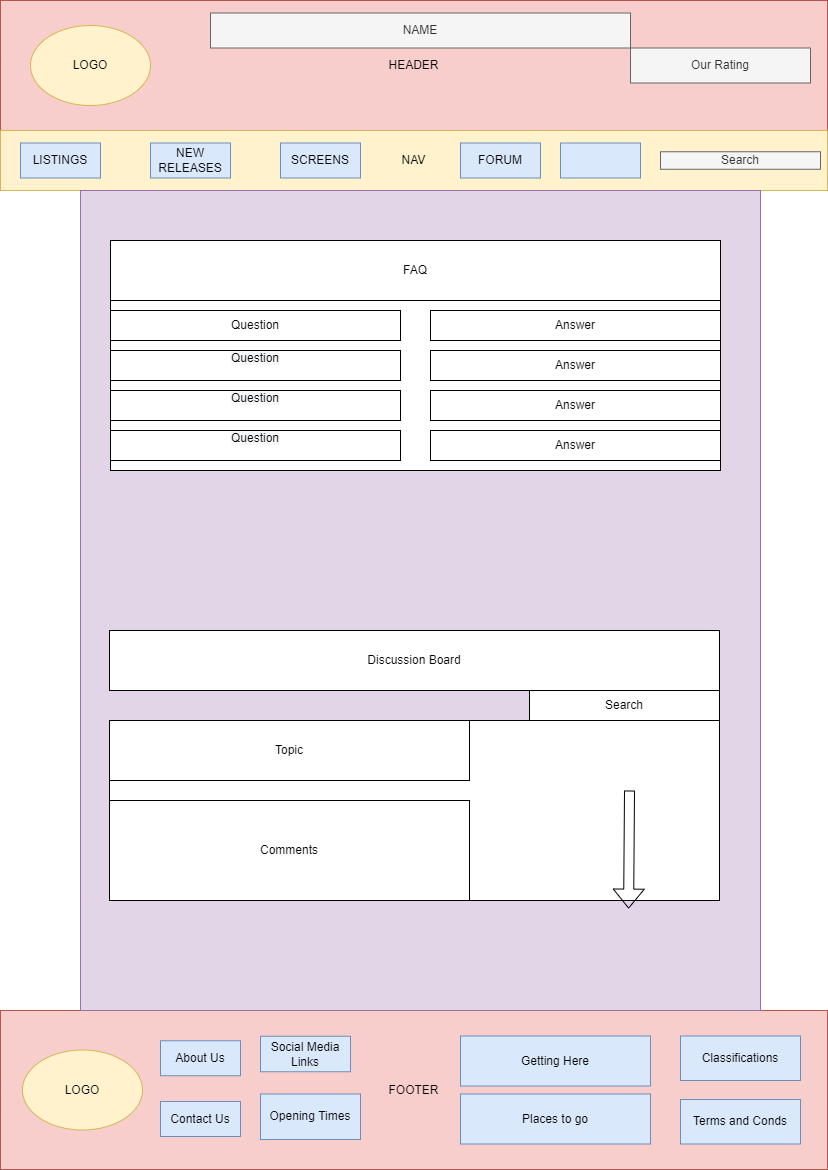 NAME
LOGO
HEADER
Our Rating
LISTINGS
NEW
RELEASES
SCREENS
NAV
FORUM
Search
FAQ
Question
Answer
Question
Answer
Question
Answer
Question
Answer
Discussion Board
Search
Topic
Comments
LOGO
About Us
Social Media
Links
FOOTER
Getting Here
Classifications
Contact Us
Opening Times
Places to go
Terms and Conds